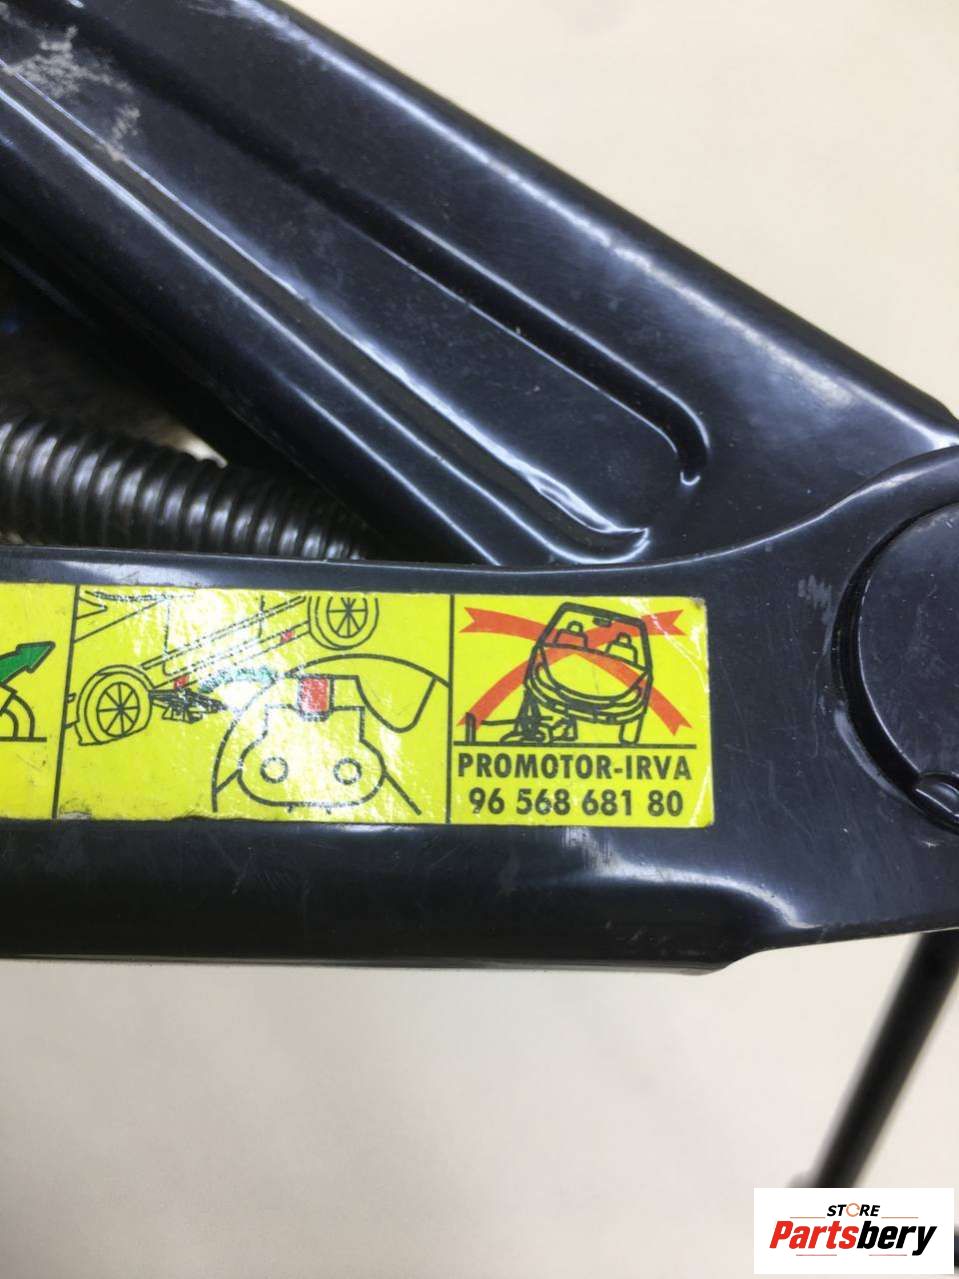 PROMOTOR-IRVA
96 568 681 80
STORE
Partsbery